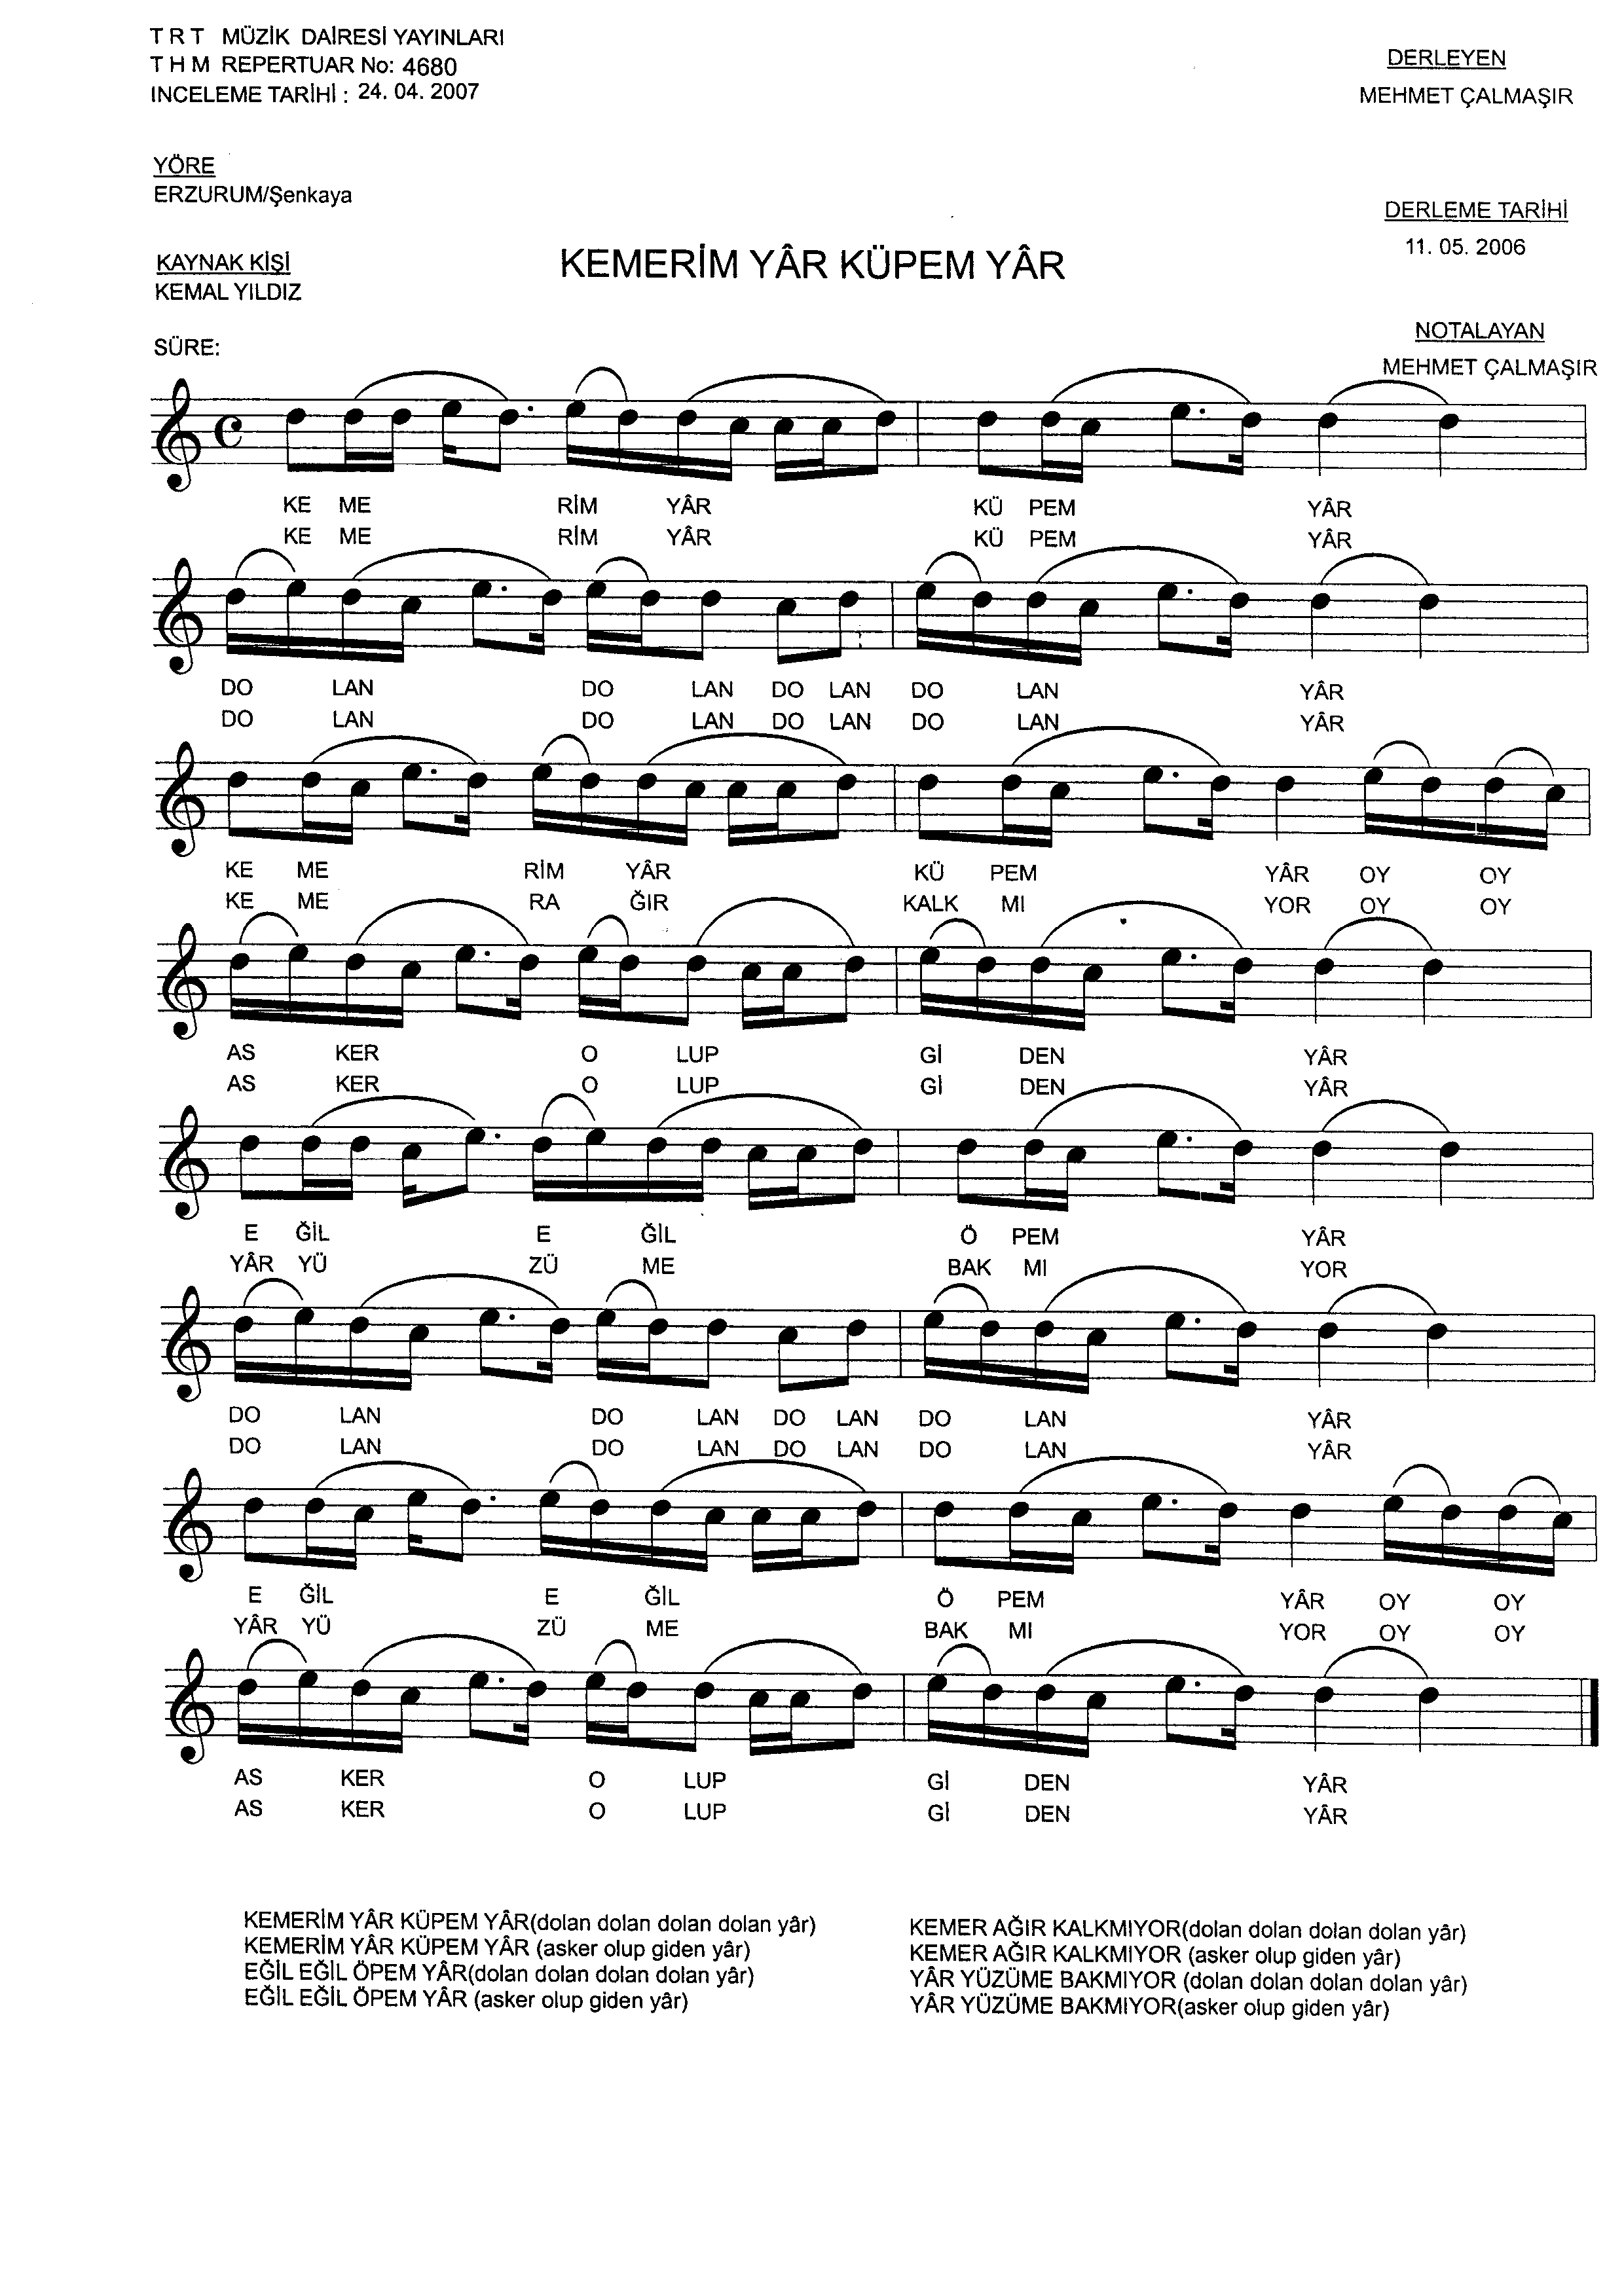 T R T MÜZİK DAİRESİ YAYINLARI
T H M REPERTUAR No: 4680
INCELEME TARİHİ : 24. 04. 2007
DERLEYEN
MEHMET ÇALMAŞIR
YÖRE
ERZURUM/Şenkaya
DERLEME TARİHİ
11. 05. 2006
KAYNAK KİŞİ
KEMAL YILDIZ
KEMERİM YÂR KÜPEM YÂR
SÜRE:
NOTALAYAN
MEHMET ÇALMAŞIR
KE ME RİM YÂR KÜ PEM YÂR
KE ME RİM YÂR KÜ PEM YÂR
DO LAN DO LAN DO LAN DO LAN YÂR
DO LAN DO LAN DO LAN DO LAN YÂR
KE ME RİM YÂR KÜ PEM YÂR OY OY
KE ME RA ĞIR KALK MI YOR OY OY
AS KER O LUP Gİ DEN YÂR
AS KER O LUP Gİ DEN YÂR
E ĞİL E ĞİL Ö PEM YÂR
YÂR YÜ ZÜ ME BAK MI YOR
DO LAN DO LAN DO LAN DO LAN YÂR
DO LAN DO LAN DO LAN DO LAN YÂR
E ĞİL E ĞİL Ö PEM YÂR OY OY
YÂR YÜ ZÜ ME BAK MI YOR OY OY
AS KER O LUP Gİ DEN YÂR
AS KER O LUP Gİ DEN YÂR
KEMERİM YÂR KÜPEM YÂR(dolan dolan dolan dolan yâr)
KEMERİM YÂR KÜPEM YÂR (asker olup giden yâr)
EĞİL EĞİL ÖPEM YÂR(dolan dolan dolan dolan yâr)
EĞİL EĞİL ÖPEM YÂR (asker olup giden yâr)
KEMER AĞIR KALKMIYOR(dolan dolan dolan dolan yâr)
KEMER AĞIR KALKMIYOR (asker olup giden yâr)
YÂR YÜZÜME BAKMIYOR (dolan dolan dolan dolan yâr)
YÂR YÜZÜME BAKMIYOR(asker olup giden yâr)